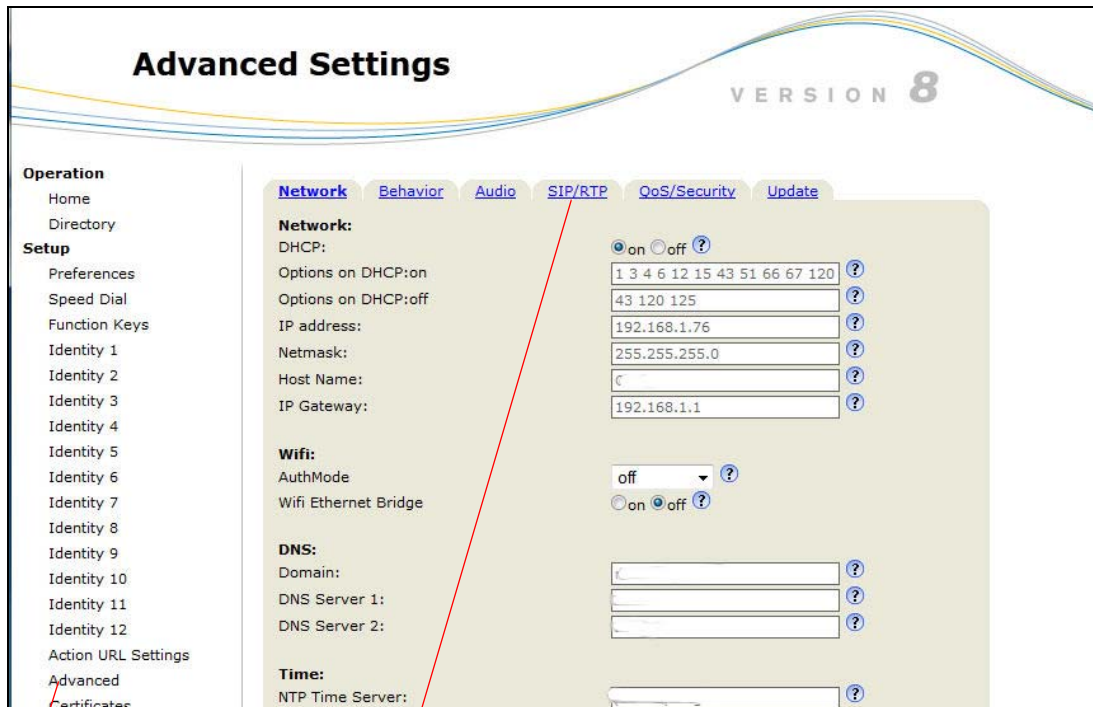 Advanced Settings
VERSION 8
Operation
Home
Directory
Setup
Preferences
Speed Dial
Function Keys
Identity 1
Identity 2
Identity 3
Identity 4
Identity 5
Identity 6
Identity 7
Identity 8
Identity 9
Identity 10
Identity 11
Identity 12
Action URL Settings
Advanced
Certificates
Network Behavior Audio SIP/RTP QoS/Security Update
Network:
DHCP: on off ?
Options on DHCP:on 1 3 4 6 12 15 43 51 66 67 120 ?
Options on DHCP:off 43 120 125 ?
IP address: 192.168.1.76 ?
Netmask: 255.255.255.0 ?
Host Name: ?
IP Gateway: 192.168.1.1 ?
Wifi:
AuthMode off ?
Wifi Ethernet Bridge on off ?
DNS:
Domain: ?
DNS Server 1: ?
DNS Server 2: ?
Time:
NTP Time Server: ?